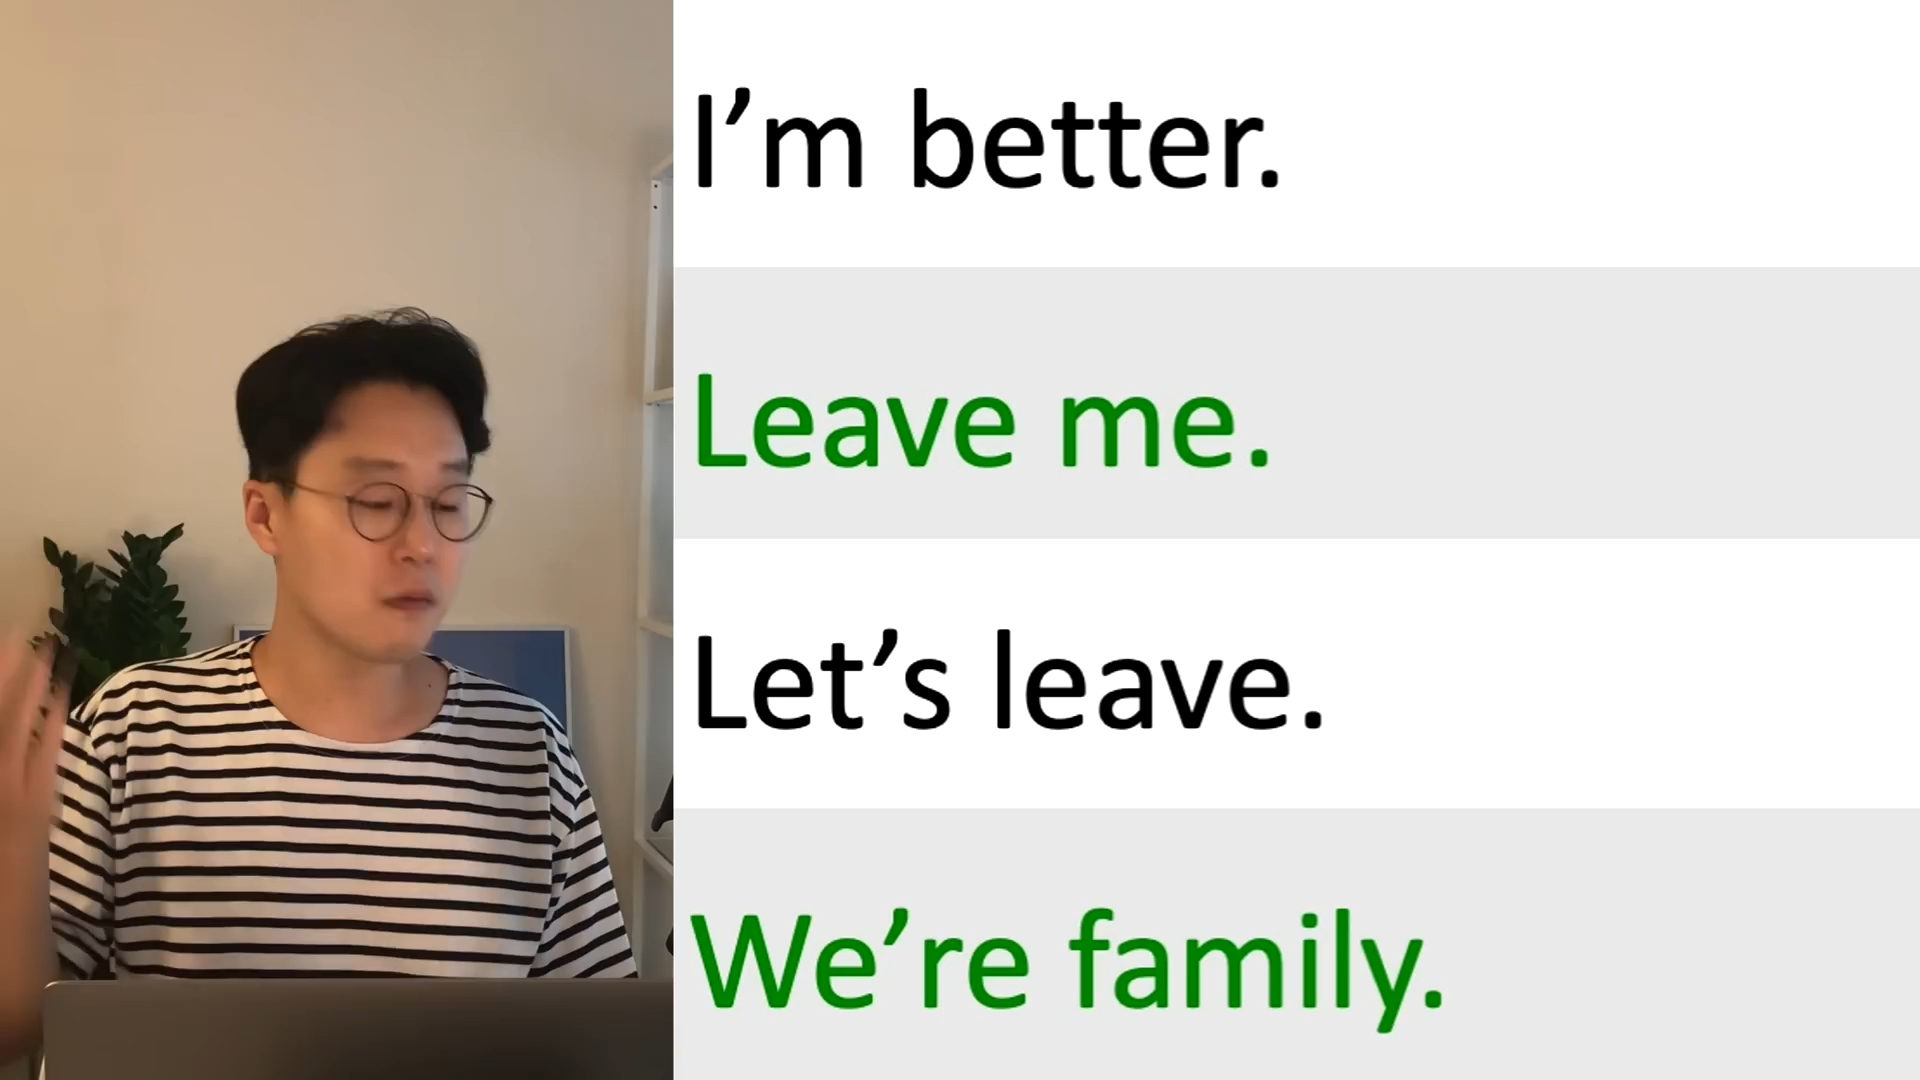 I’m better.
Leave me.
Let’s leave.
We’re family.